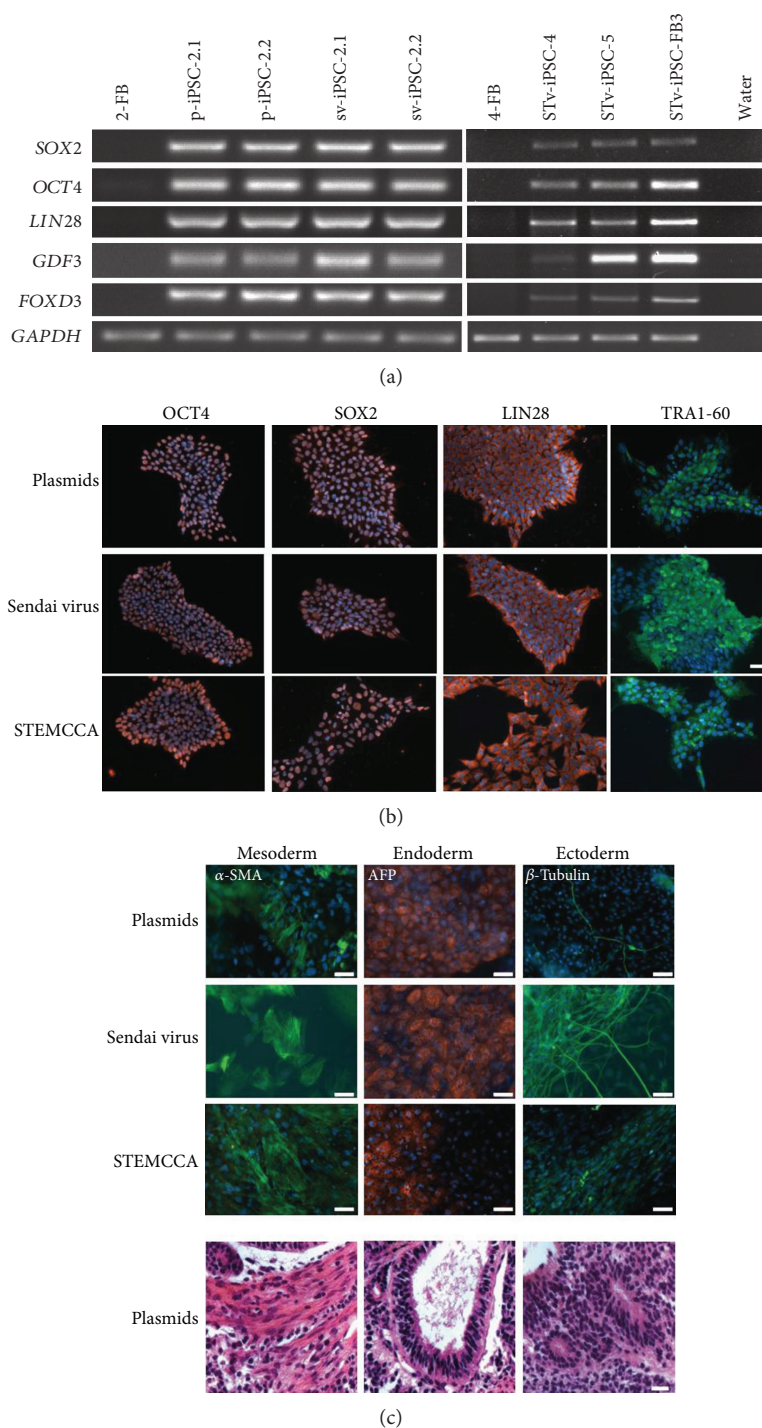 2-FB
p-iPSC-2.1
p-iPSC-2.2
sv-iPSC-2.1
sv-iPSC-2.2
4-FB
STv-iPSC-4
STv-iPSC-5
STv-iPSC-FB3
Water
SOX2
OCT4
LIN28
GDF3
FOXD3
GAPDH
(a)
OCT4 SOX2 LIN28 TRA1-60
Plasmids
Sendai virus
STEMCCA
(b)
Mesoderm Endoderm Ectoderm
α-SMA AFP β-Tubulin
Plasmids
Sendai virus
STEMCCA
Plasmids
(c)